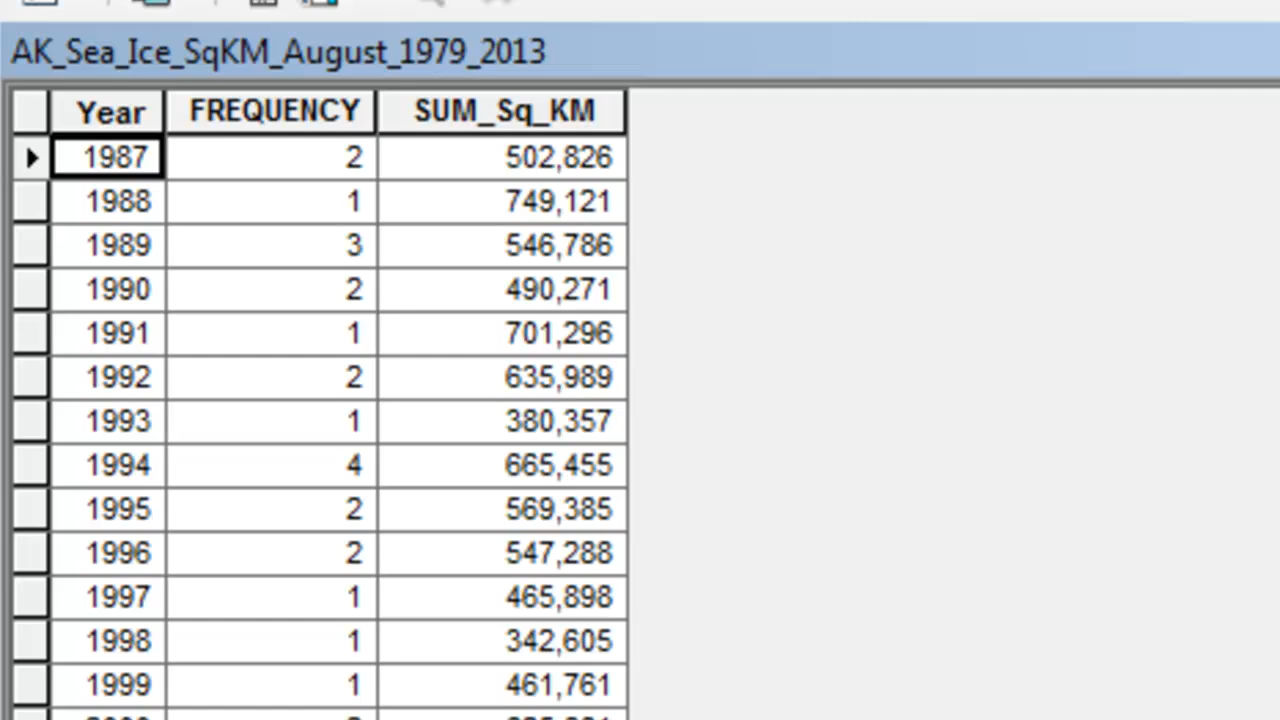 AK_Sea_Ice_SqKM_August_1979_2013
Year FREQUENCY SUM_Sq_KM
1987 2 502,826
1988 1 749,121
1989 3 546,786
1990 2 490,271
1991 1 701,296
1992 2 635,989
1993 1 380,357
1994 4 665,455
1995 2 569,385
1996 2 547,288
1997 1 465,898
1998 1 342,605
1999 1 461,761